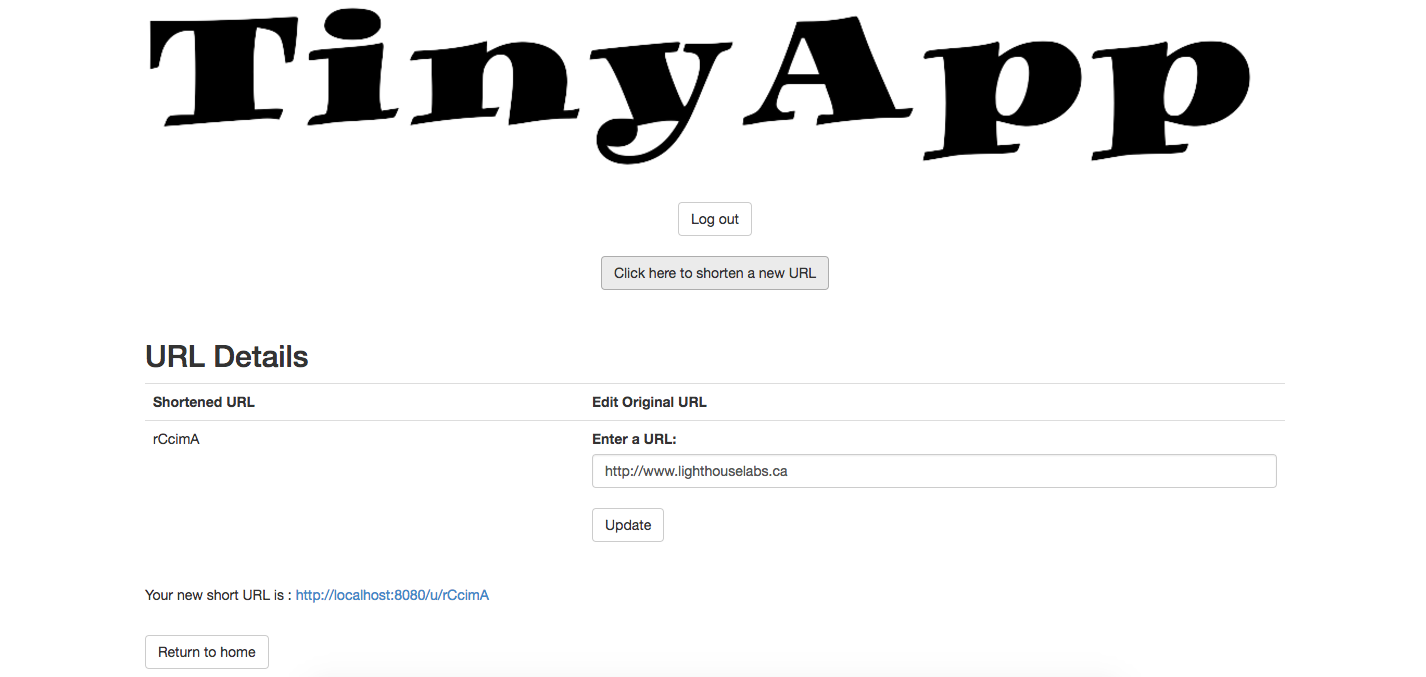 TinyApp
Log out
Click here to shorten a new URL
URL Details
Shortened URL Edit Original URL
rCcimA Enter a URL:
http://www.lighthouselabs.ca
Update
Your new short URL is : http://localhost:8080/u/rCcimA
Return to home